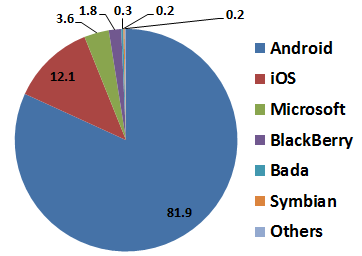 1.8 0.3 0.2 0.2
3.6
12.1
81.9
Android
iOS
Microsoft
BlackBerry
Bada
Symbian
Others